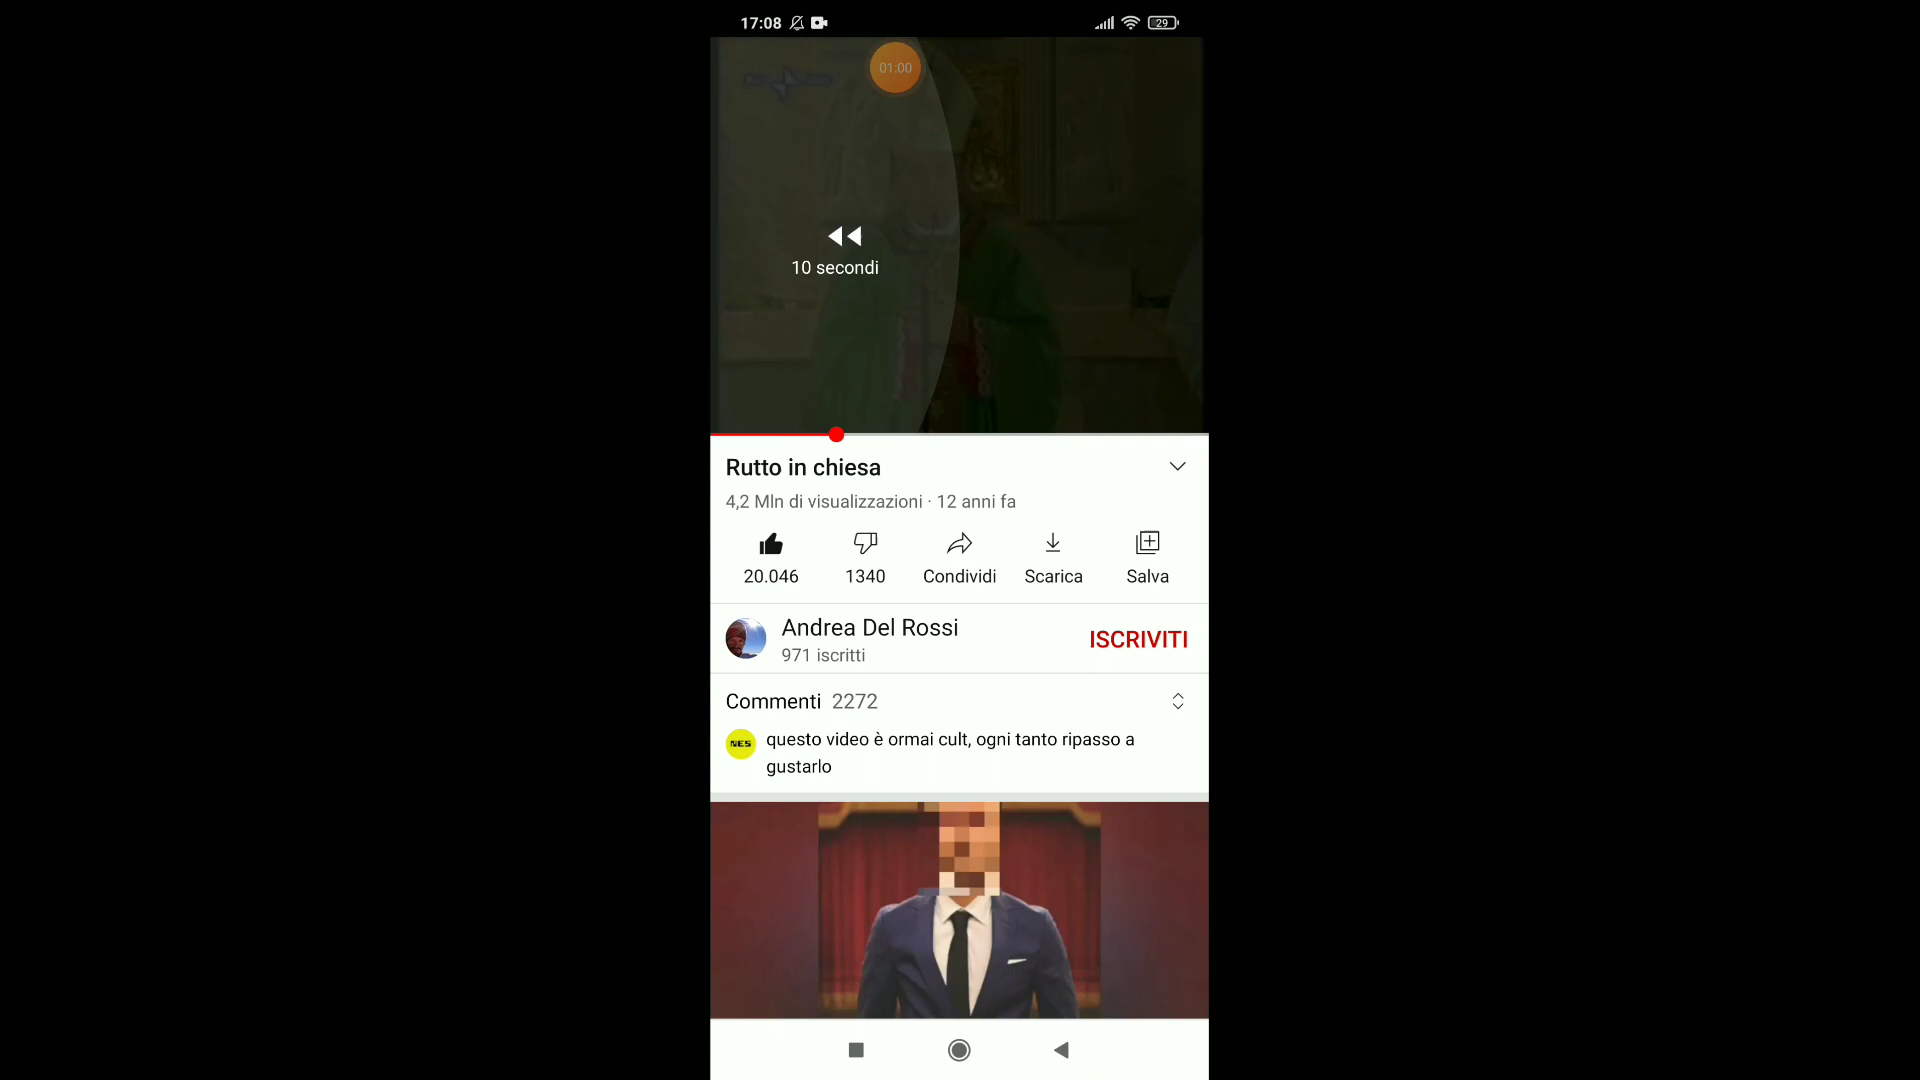 17:08
29
01:00
10 secondi
Rutto in chiesa
4,2 Mln di visualizzazioni · 12 anni fa
20.046
1340
Condividi
Scarica
Salva
Andrea Del Rossi
ISCRIVITI
971 iscritti
Commenti 2272
NES
questo video è ormai cult, ogni tanto ripasso a
gustarlo